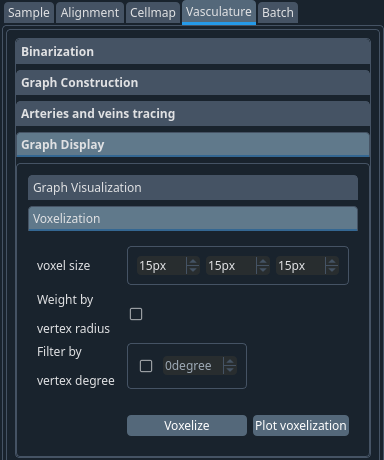 Sample Alignment Cellmap Vasculature Batch
Binarization
Graph Construction
Arteries and veins tracing
Graph Display
Graph Visualization
Voxelization
voxel size 15px 15px 15px
Weight by
vertex radius
Filter by
vertex degree 0degree
Voxelize Plot voxelization